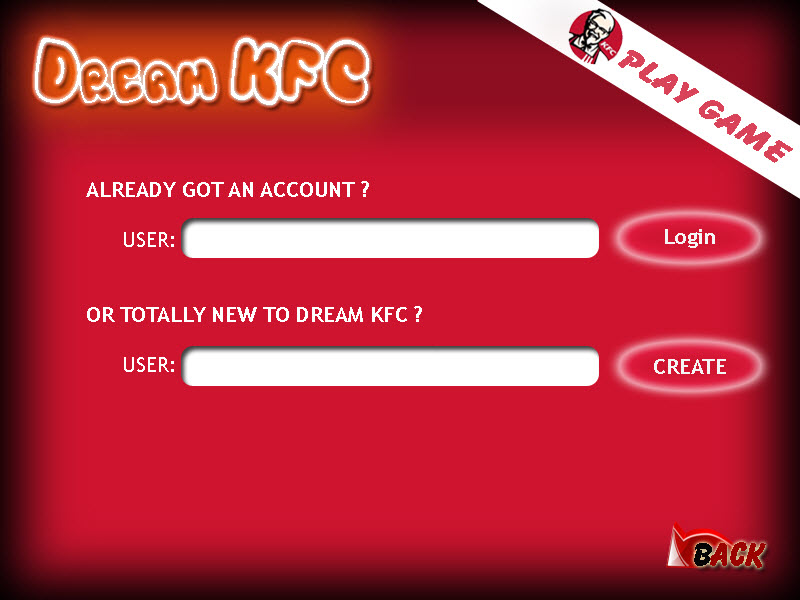 DREAM KFC
KFC
PLAY GAME
ALREADY GOT AN ACCOUNT ?
USER:
Login
OR TOTALLY NEW TO DREAM KFC ?
USER:
CREATE
BACK